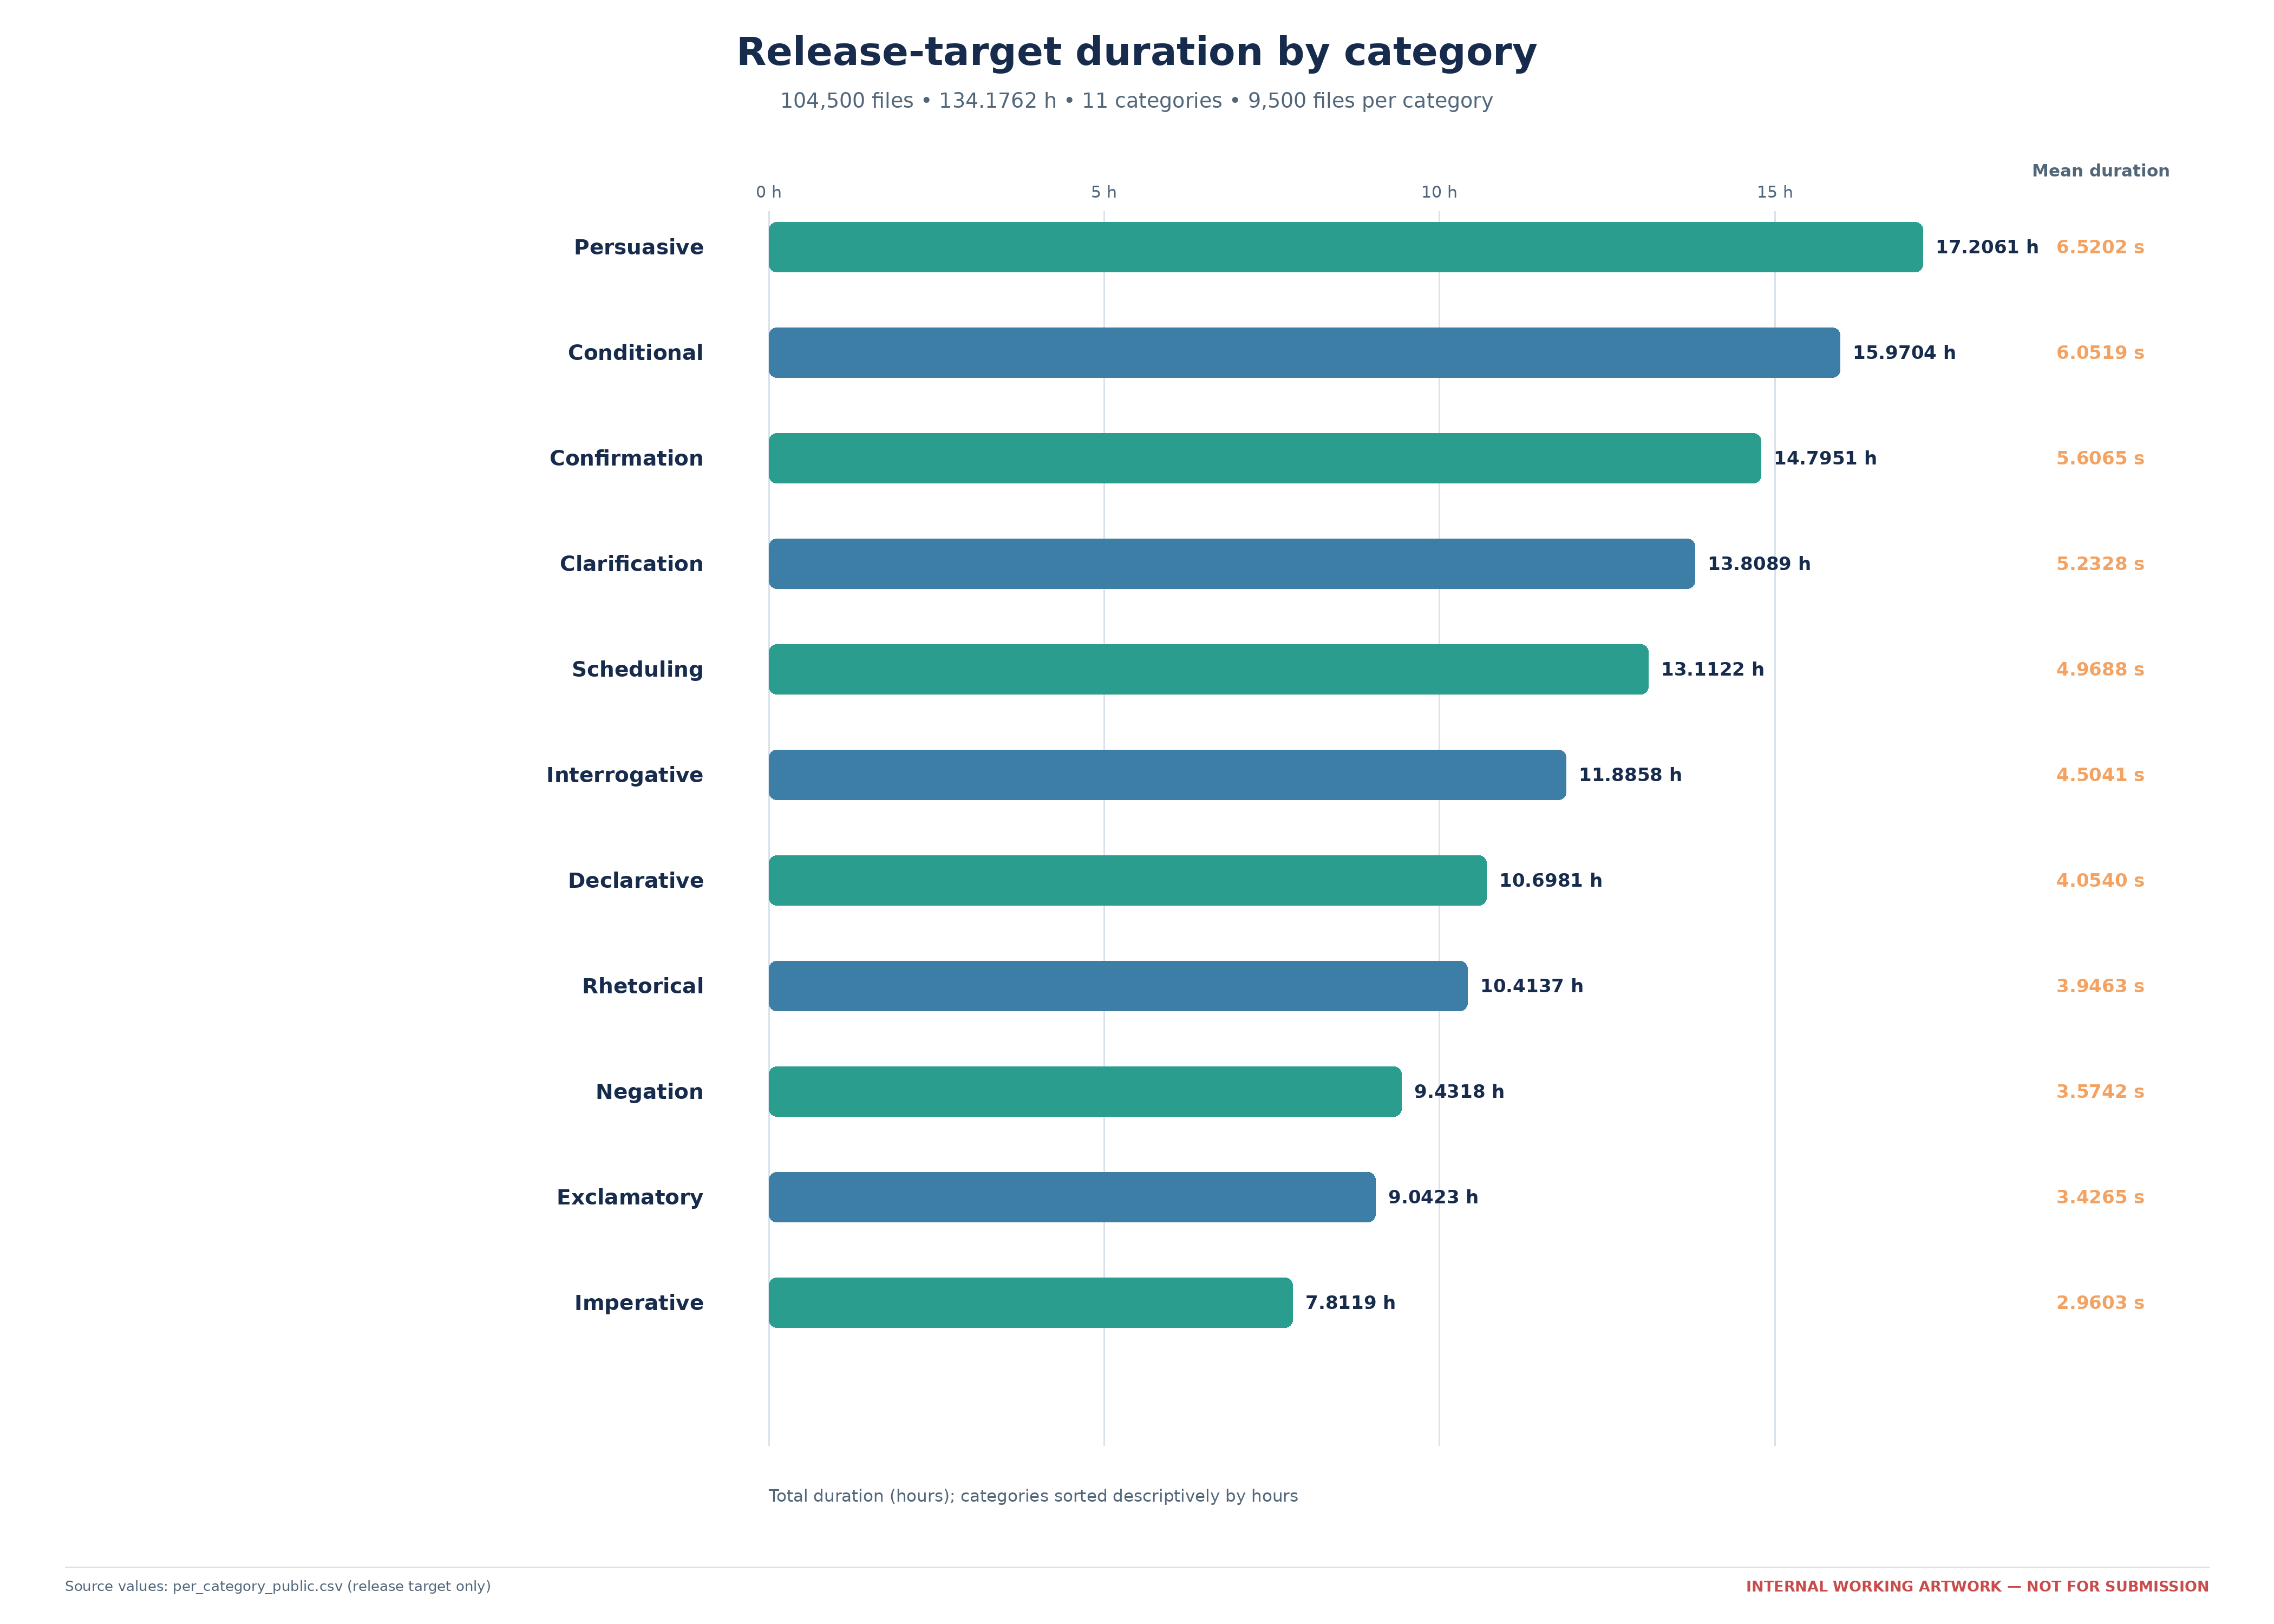 Release-target duration by category
104,500 files • 134.1762 h • 11 categories • 9,500 files per category
Mean duration
0 h 5 h 10 h 15 h
Persuasive 17.2061 h 6.5202 s
Conditional 15.9704 h 6.0519 s
Confirmation 14.7951 h 5.6065 s
Clarification 13.8089 h 5.2328 s
Scheduling 13.1122 h 4.9688 s
Interrogative 11.8858 h 4.5041 s
Declarative 10.6981 h 4.0540 s
Rhetorical 10.4137 h 3.9463 s
Negation 9.4318 h 3.5742 s
Exclamatory 9.0423 h 3.4265 s
Imperative 7.8119 h 2.9603 s
Total duration (hours); categories sorted descriptively by hours
Source values: per_category_public.csv (release target only)
INTERNAL WORKING ARTWORK — NOT FOR SUBMISSION